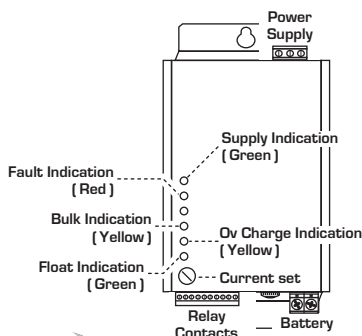 Power
Supply
Supply Indication
( Green )
Fault Indication
( Red )
Bulk Indication
( Yellow )
Ov Charge Indication
( Yellow )
Float Indication
( Green )
Current set
Relay
Contacts
Battery